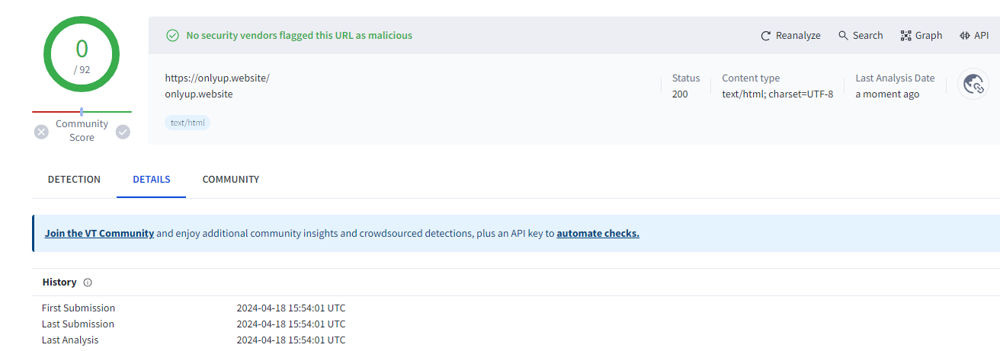 0
/ 92
Community
Score
No security vendors flagged this URL as malicious
Reanalyze Search Graph API
https://onlyup.website/
onlyup.website
text/html
Status
200
Content type
text/html; charset=UTF-8
Last Analysis Date
a moment ago
DETECTION DETAILS COMMUNITY
Join the VT Community and enjoy additional community insights and crowdsourced detections, plus an API key to automate checks.
History
First Submission 2024-04-18 15:54:01 UTC
Last Submission 2024-04-18 15:54:01 UTC
Last Analysis 2024-04-18 15:54:01 UTC